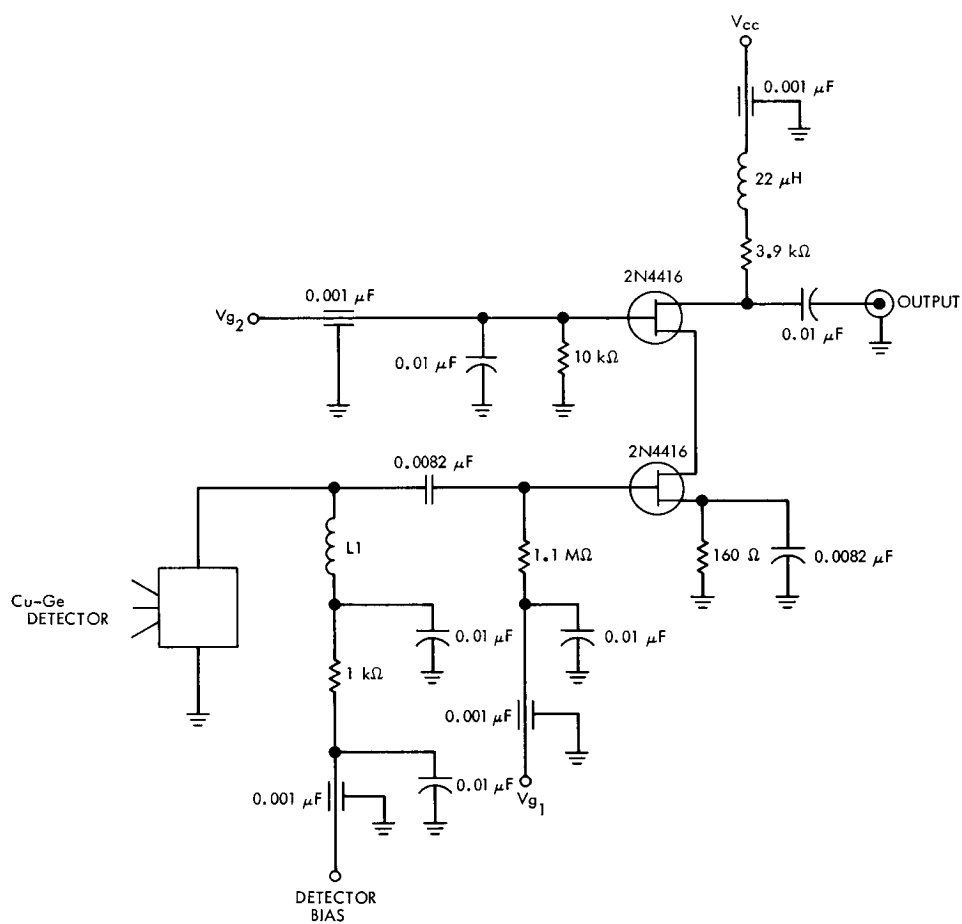 Vcc
0.001 μF
22 μH
3.9 kΩ
2N4416
0.001 μF
Vg2
OUTPUT
0.01 μF
0.01 μF
10 kΩ
2N4416
0.0082 μF
L1
1.1 MΩ
160 Ω
0.0082 μF
Cu-Ge
DETECTOR
0.01 μF
0.01 μF
1 kΩ
0.001 μF
0.01 μF
0.001 μF
Vg1
DETECTOR
BIAS